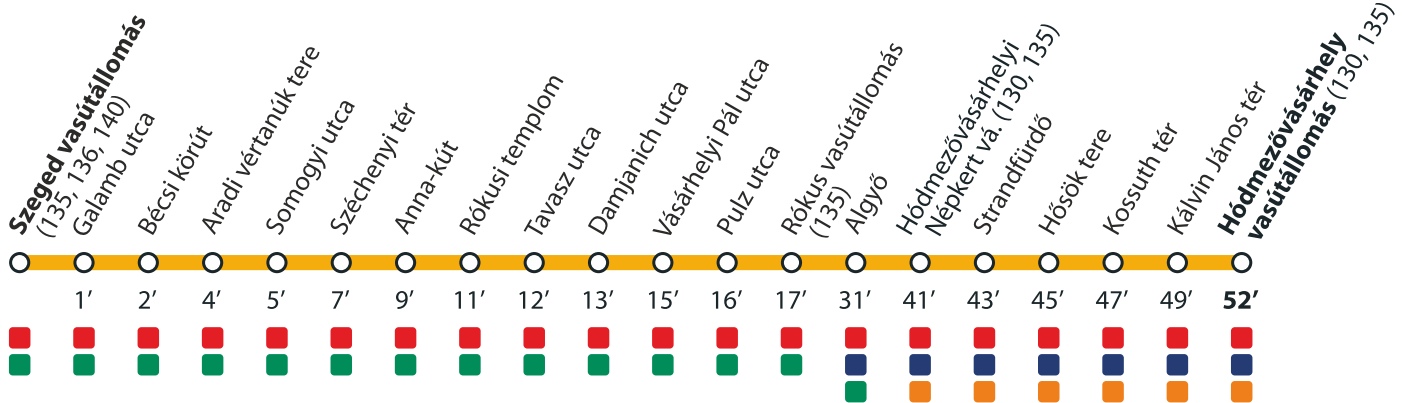 Szeged vasútállomás
(135, 136, 140)
Galamb utca
Bécsi körút
Aradi vértanúk tere
Somogyi utca
Széchenyi tér
Anna-kút
Rókusi templom
Tavasz utca
Damjanich utca
Vásárhelyi Pál utca
Pulz utca
Rókus vasútállomás
(135)
Algyő
Hódmezővásárhelyi
Népkert vá. (130, 135)
Strandfürdő
Hősök tere
Kossuth tér
Kálvin János tér
Hódmezővásárhely
vasútállomás (130, 135)
1’ 2’ 4’ 5’ 7’ 9’ 11’ 12’ 13’ 15’ 16’ 17’ 31’ 41’ 43’ 45’ 47’ 49’ 52’